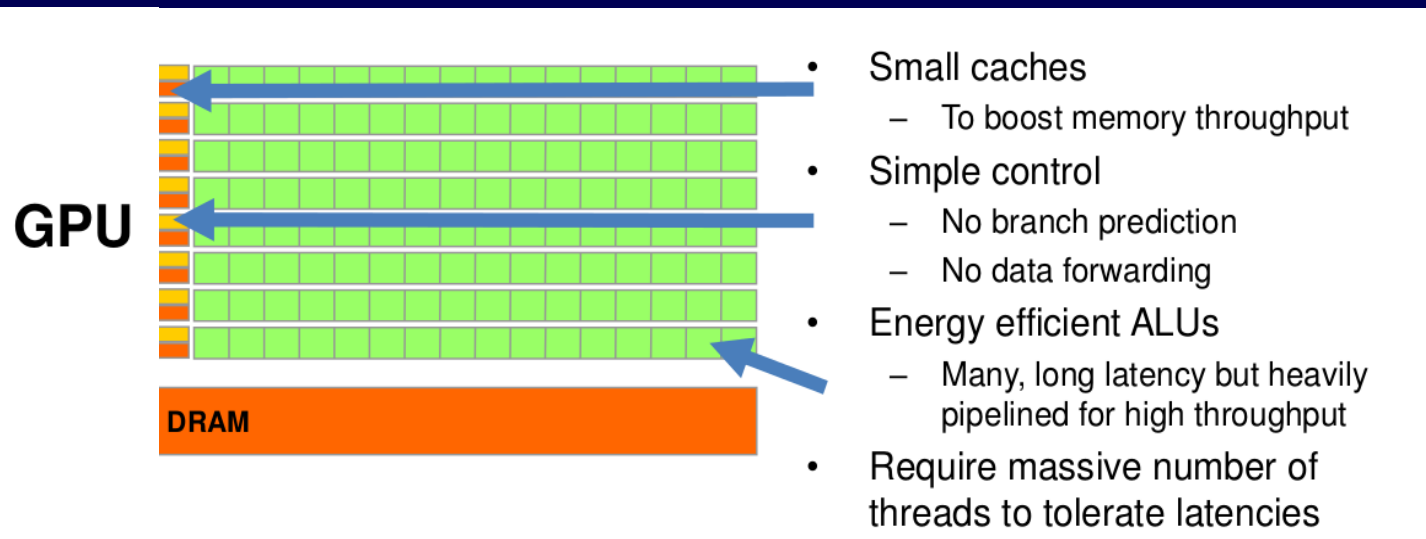 GPU
DRAM
• Small caches
– To boost memory throughput
• Simple control
– No branch prediction
– No data forwarding
• Energy efficient ALUs
– Many, long latency but heavily
pipelined for high throughput
• Require massive number of
threads to tolerate latencies